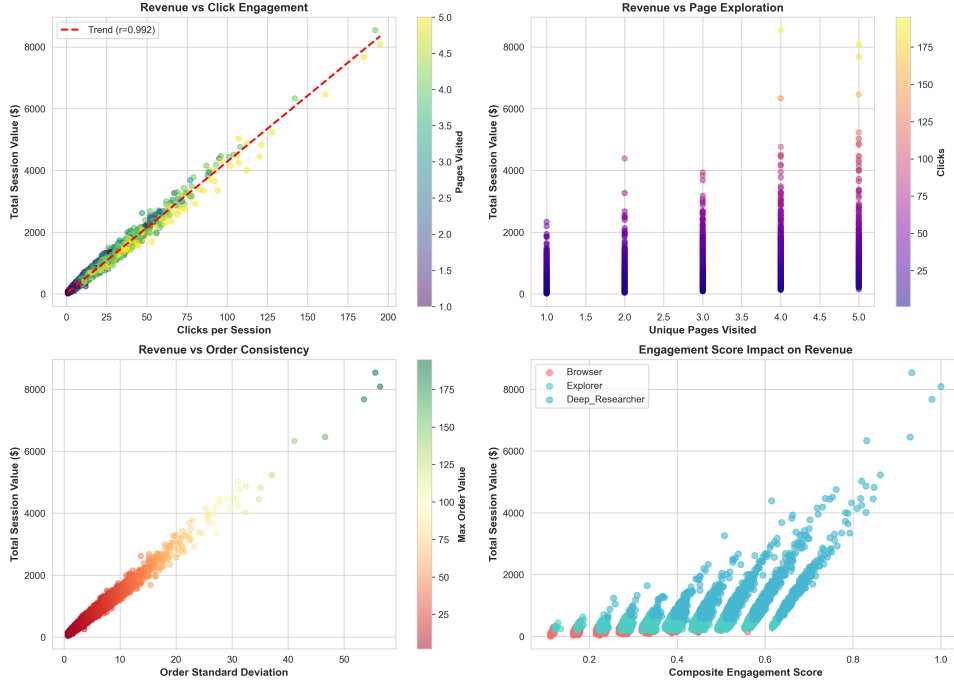 Revenue vs Click Engagement
Trend (r=0.992)
Total Session Value ($)
8000
6000
4000
2000
0
0 25 50 75 100 125 150 175 200
Clicks per Session
5.0
4.5
4.0
3.5
3.0
2.5
2.0
1.5
1.0
Pages Visited
Revenue vs Page Exploration
Total Session Value ($)
8000
6000
4000
2000
0
1.0 1.5 2.0 2.5 3.0 3.5 4.0 4.5 5.0
Unique Pages Visited
175
150
125
100
75
50
25
Clicks
Revenue vs Order Consistency
Total Session Value ($)
8000
6000
4000
2000
0
0 10 20 30 40 50
Order Standard Deviation
175
150
125
100
75
50
25
Max Order Value
Engagement Score Impact on Revenue
Browser
Explorer
Deep_Researcher
Total Session Value ($)
8000
6000
4000
2000
0
0.2 0.4 0.6 0.8 1.0
Composite Engagement Score